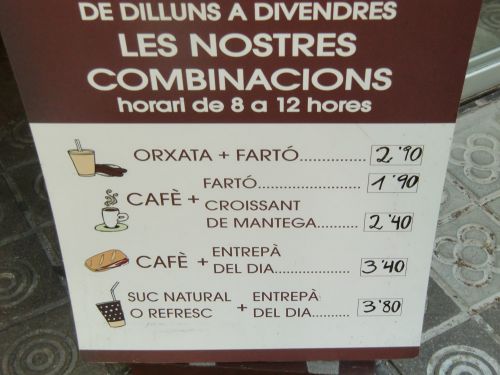 DE DILLUNS A DIVENDRES
LES NOSTRES
COMBINACIONS
horari de 8 a 12 hores
ORXATA + FARTÓ............... 2'90
CAFÈ +
FARTÓ....................... 1'90
CROISSANT
DE MANTEGA......... 2'40
CAFÈ + ENTREPÀ
DEL DIA................ 3'40
SUC NATURAL
O REFRESC
+ ENTREPÀ
DEL DIA......... 3'80